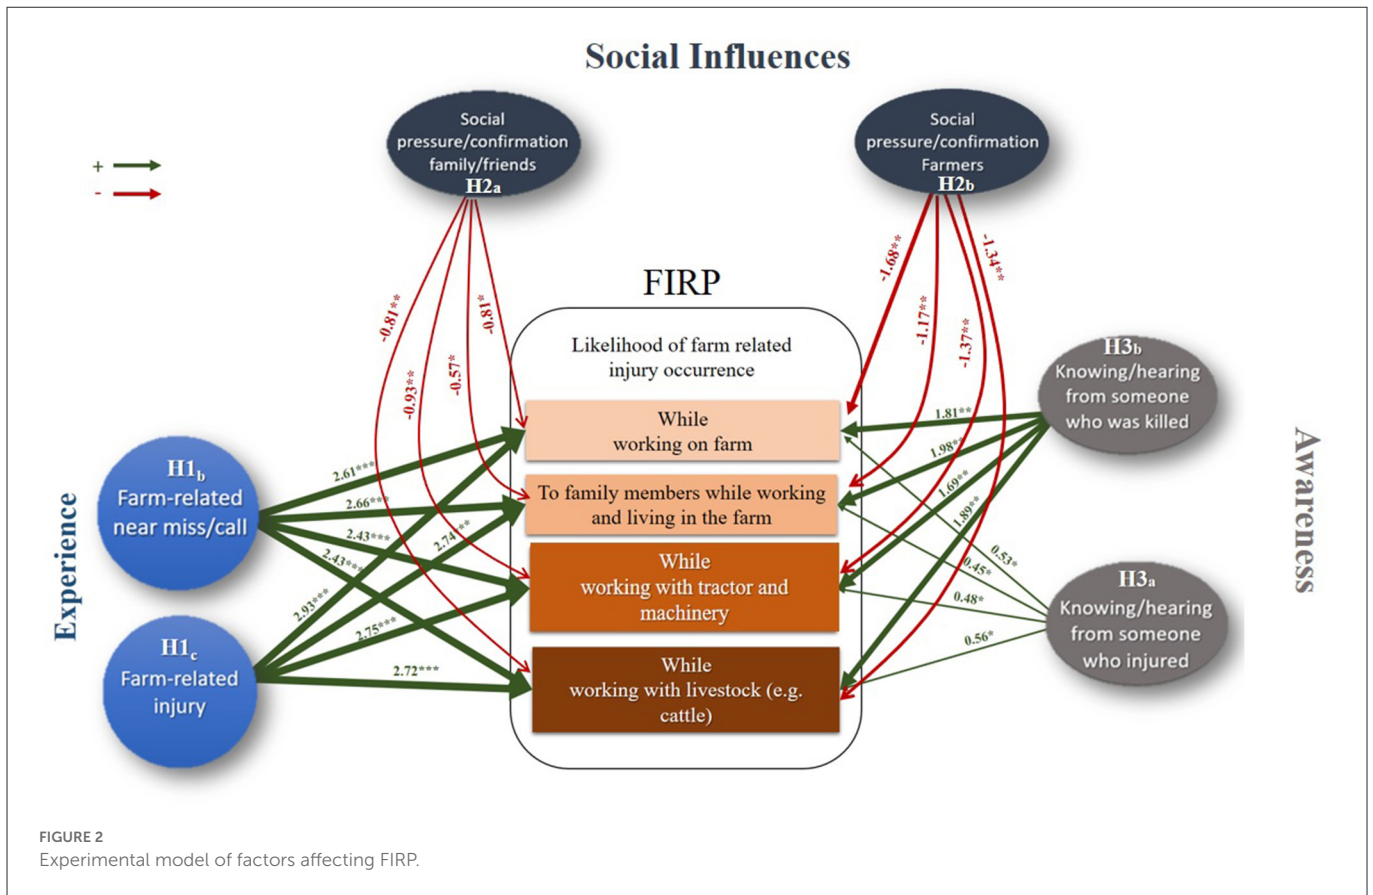 Social Influences
Social
pressure/confirmation
family/friends
H2a
Social
pressure/confirmation
Farmers
H2b
+
-
-0.81**
-0.93**
-0.57*
-0.81*
-1.68**
-1.17**
-1.37**
-1.34**
FIRP
Likelihood of farm related
injury occurrence
While
working on farm
To family members while working
and living in the farm
While
working with tractor and
machinery
While
working with livestock (e.g.
cattle)
Experience
H1b
Farm-related
near miss/call
H1c
Farm-related
injury
2.61***
2.66***
2.43***
2.43***
2.93***
2.74***
2.75***
2.72***
H3b
Knowing/hearing
from someone
who was killed
H3a
Knowing/hearing
from someone
who injured
1.81**
1.98**
1.69**
1.89**
0.53*
0.45*
0.48*
0.56*
Awareness
FIGURE 2
Experimental model of factors affecting FIRP.